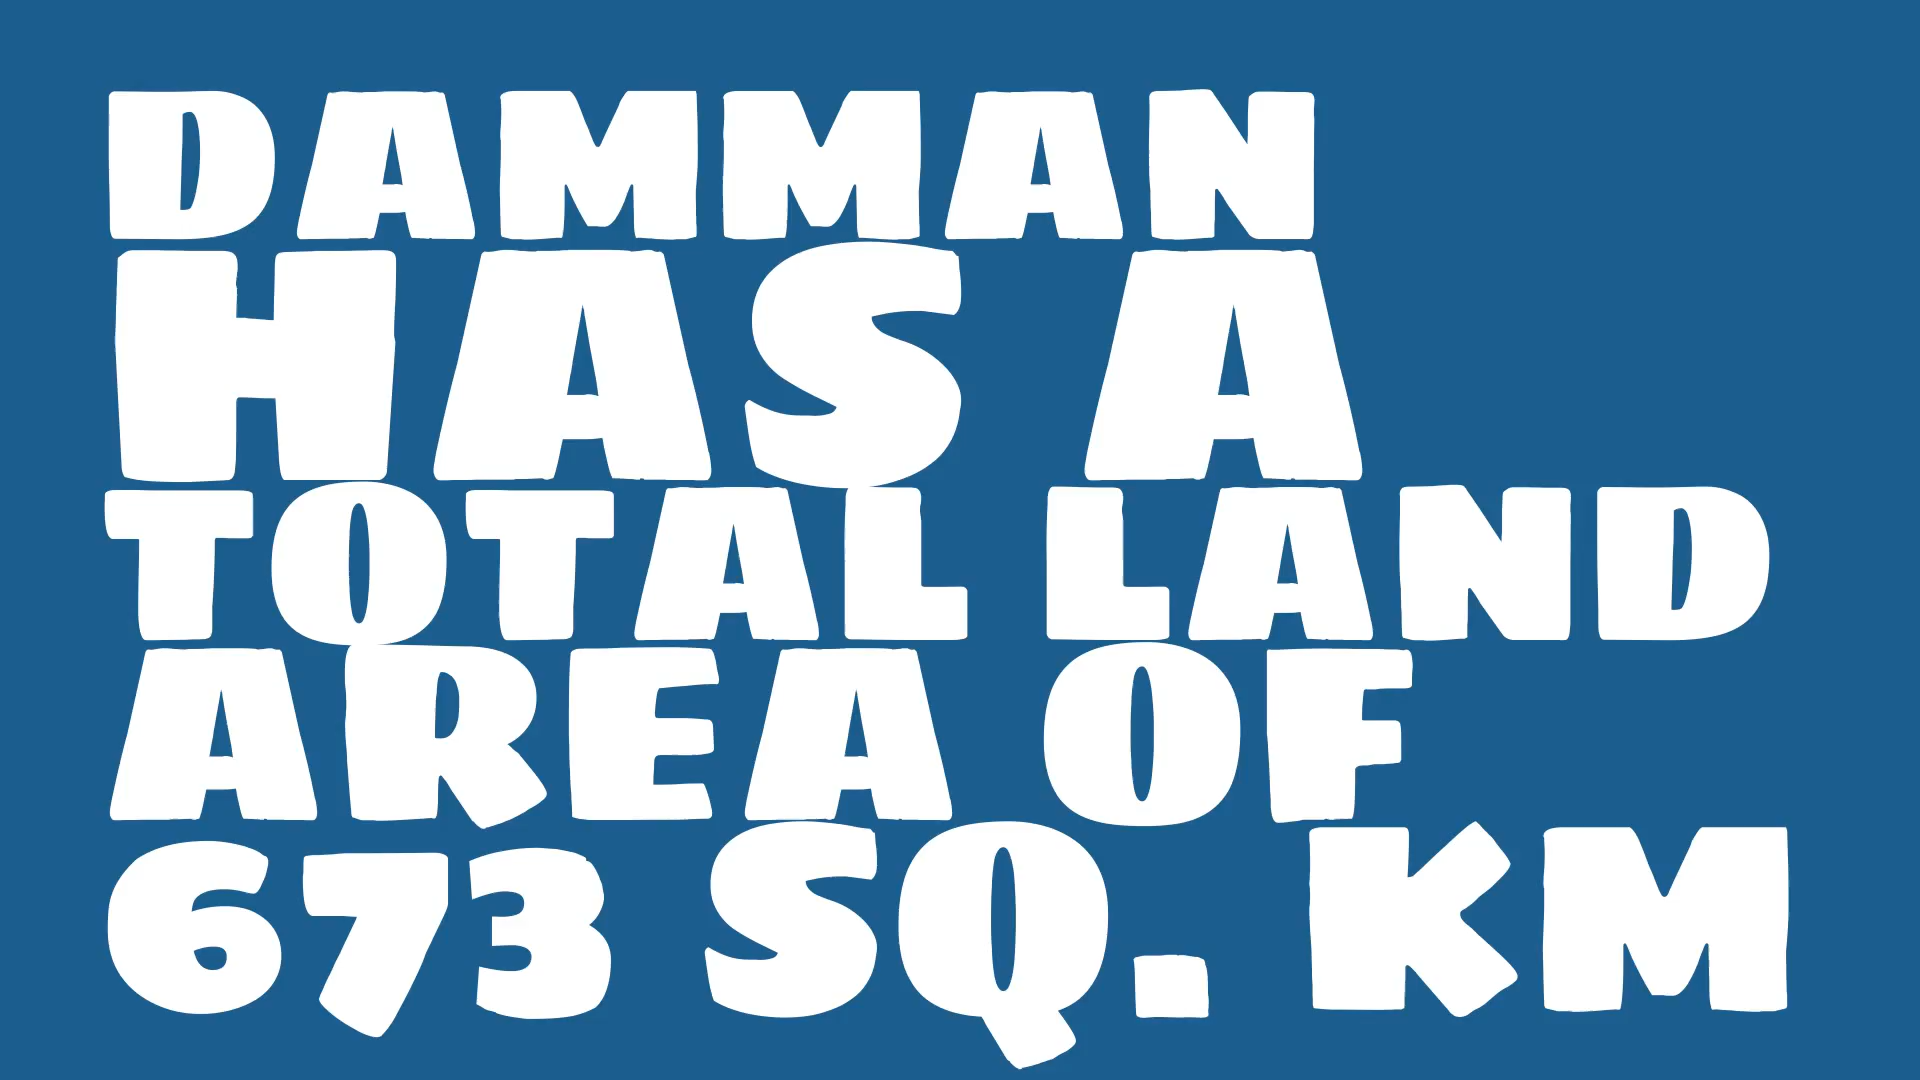 DAMMAN
HAS A
TOTAL LAND
AREA OF
673 SQ. KM